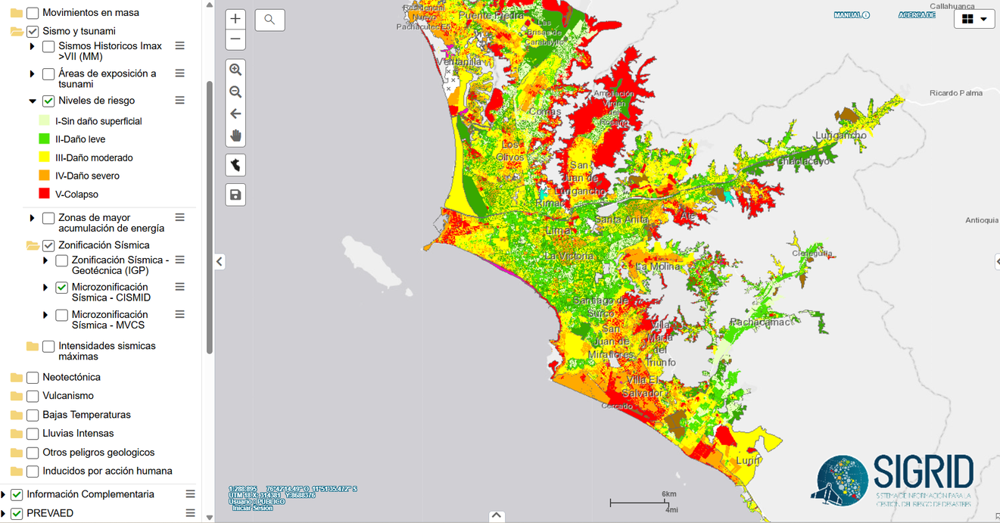 Movimientos en masa
Sismo y tsunami
Sismos Historicos Imax
>VII (MM)
Áreas de exposición a
tsunami
Niveles de riesgo
I-Sin daño superficial
II-Daño leve
III-Daño moderado
IV-Daño severo
V-Colapso
Zonas de mayor
acumulación de energía
Zonificación Sísmica
Zonificación Sísmica -
Geotécnica (IGP)
Microzonificación
Sísmica - CISMID
Microzonificación
Sísmica - MVCS
Intensidades sismicas
máximas
Neotectónica
Vulcanismo
Bajas Temperaturas
Lluvias Intensas
Otros peligros geologicos
Inducidos por acción humana
Información Complementaria
PREVAED
+
−
MANUAL
ACERCA DE
Callahuanca
Residencial
Nuevo
Pachacutec E5
Puente Piedra
Las
Brisas de
Carabayllo
Ventanilla
Ampliación
Virgen
del
Rosario
Ricardo Palma
Comas
Lurigancho
Los
Olivos
Chaclacayo
San
Juan de
Lurigancho
Rimac
Santa Anita
Ate
Antioquia
Lima
La Victoria
Cieneguilla
La Molina
Santiago de
Surco
Pachacamac
San
Juan de
Miraflores
Villa
María
del
Triunfo
Villa El
Salvador
Cercado
Lurín
1:288,895 76°42'14.49" O 11°51'35.472" S
UTM 18 X: 314381 Y:8688376
Usuario : PÚBLICO
Iniciar Sesión
6km
4mi
SIGRID
SISTEMA DE INFORMACIÓN PARA LA
GESTIÓN DEL RIESGO DE DESASTRES